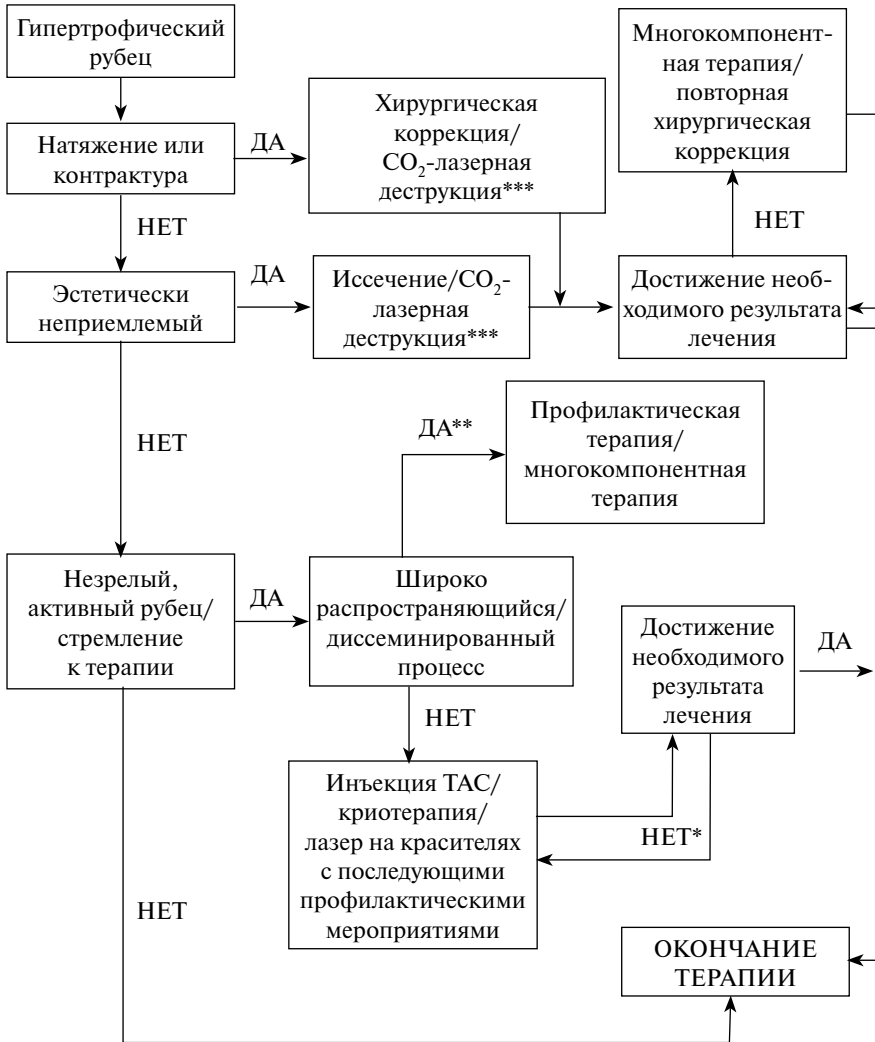 Гипертрофический
рубец
Натяжение или
контрактура
ДА
Хирургическая
коррекция/
CO₂-лазерная
деструкция***
Многокомпонент-
ная терапия/
повторная
хирургическая
коррекция
НЕТ
НЕТ
Эстетически
неприемлемый
ДА
Иссечение/CO₂-
лазерная
деструкция***
Достижение необ-
ходимого результата
лечения
НЕТ
ДА**
Профилактическая
терапия/
многокомпонентная
терапия
Незрелый,
активный рубец/
стремление
к терапии
ДА
Широко
распространяющийся/
диссеминированный
процесс
Достижение
необходимого
результата
лечения
ДА
НЕТ
Инъекция ТАС/
криотерапия/
лазер на красителях
с последующими
профилактическими
мероприятиями
НЕТ*
НЕТ
ОКОНЧАНИЕ
ТЕРАПИИ